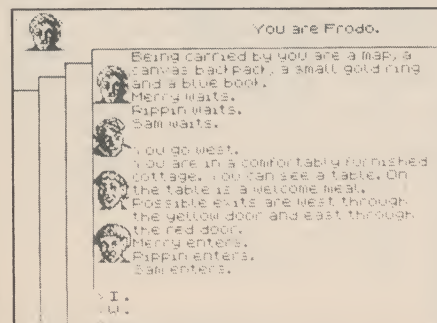 You are Frodo.
Being carried by you are a map, a
canvas backpack, a small gold ring
and a blue book.
Merry waits.
Pippin waits.
Sam waits.
You go west.
You are in a comfortably furnished
cottage. You can see a table. On
the table is a welcome meal.
Possible exits are west through
the yellow door and east through
the red door.
Merry enters.
Pippin enters.
Sam enters.
>I.
>W.